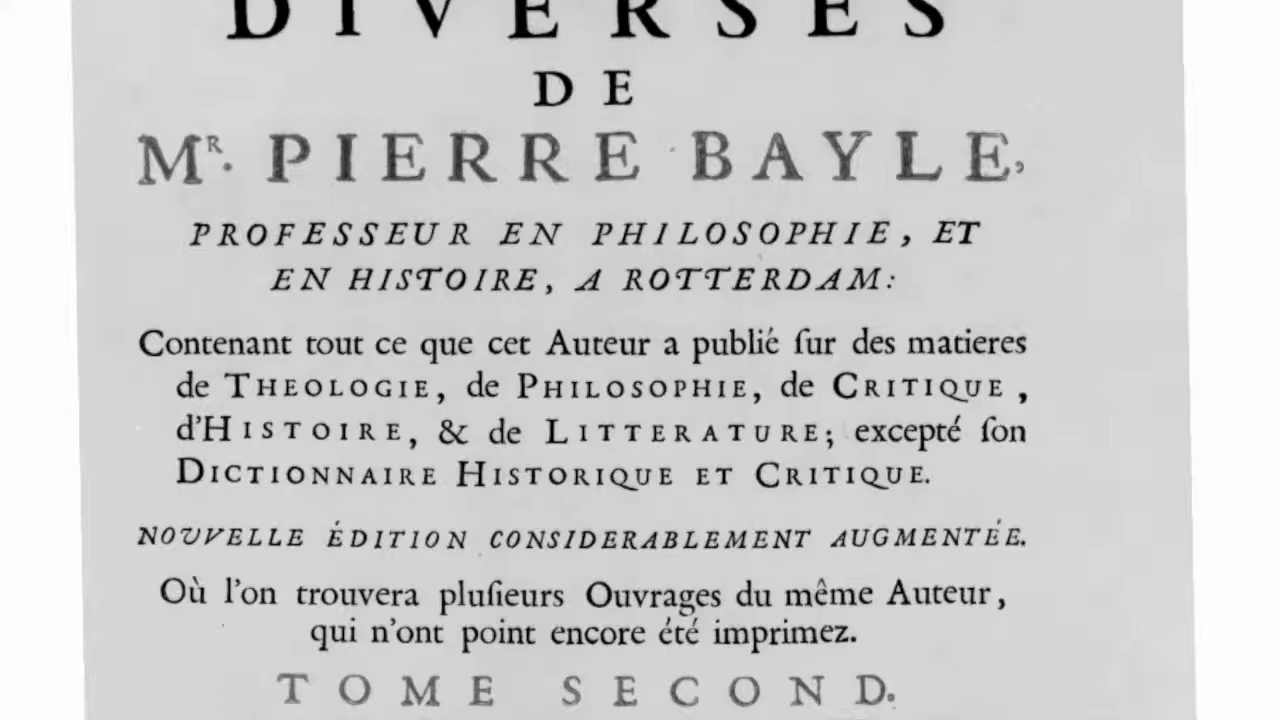 DIVERSES
DE
MR. PIERRE BAYLE,
PROFESSEUR EN PHILOSOPHIE, ET
EN HISTOIRE, A ROTTERDAM:
Contenant tout ce que cet Auteur a publié ſur des matieres
de THEOLOGIE, de PHILOSOPHIE, de CRITIQUE,
d'HISTOIRE, & de LITTERATURE; excepté ſon
DICTIONNAIRE HISTORIQUE ET CRITIQUE.
NOUVELLE ÉDITION CONSIDERABLEMENT AUGMENTÉE.
Où l'on trouvera pluſieurs Ouvrages du même Auteur,
qui n'ont point encore été imprimez.
TOME SECOND.